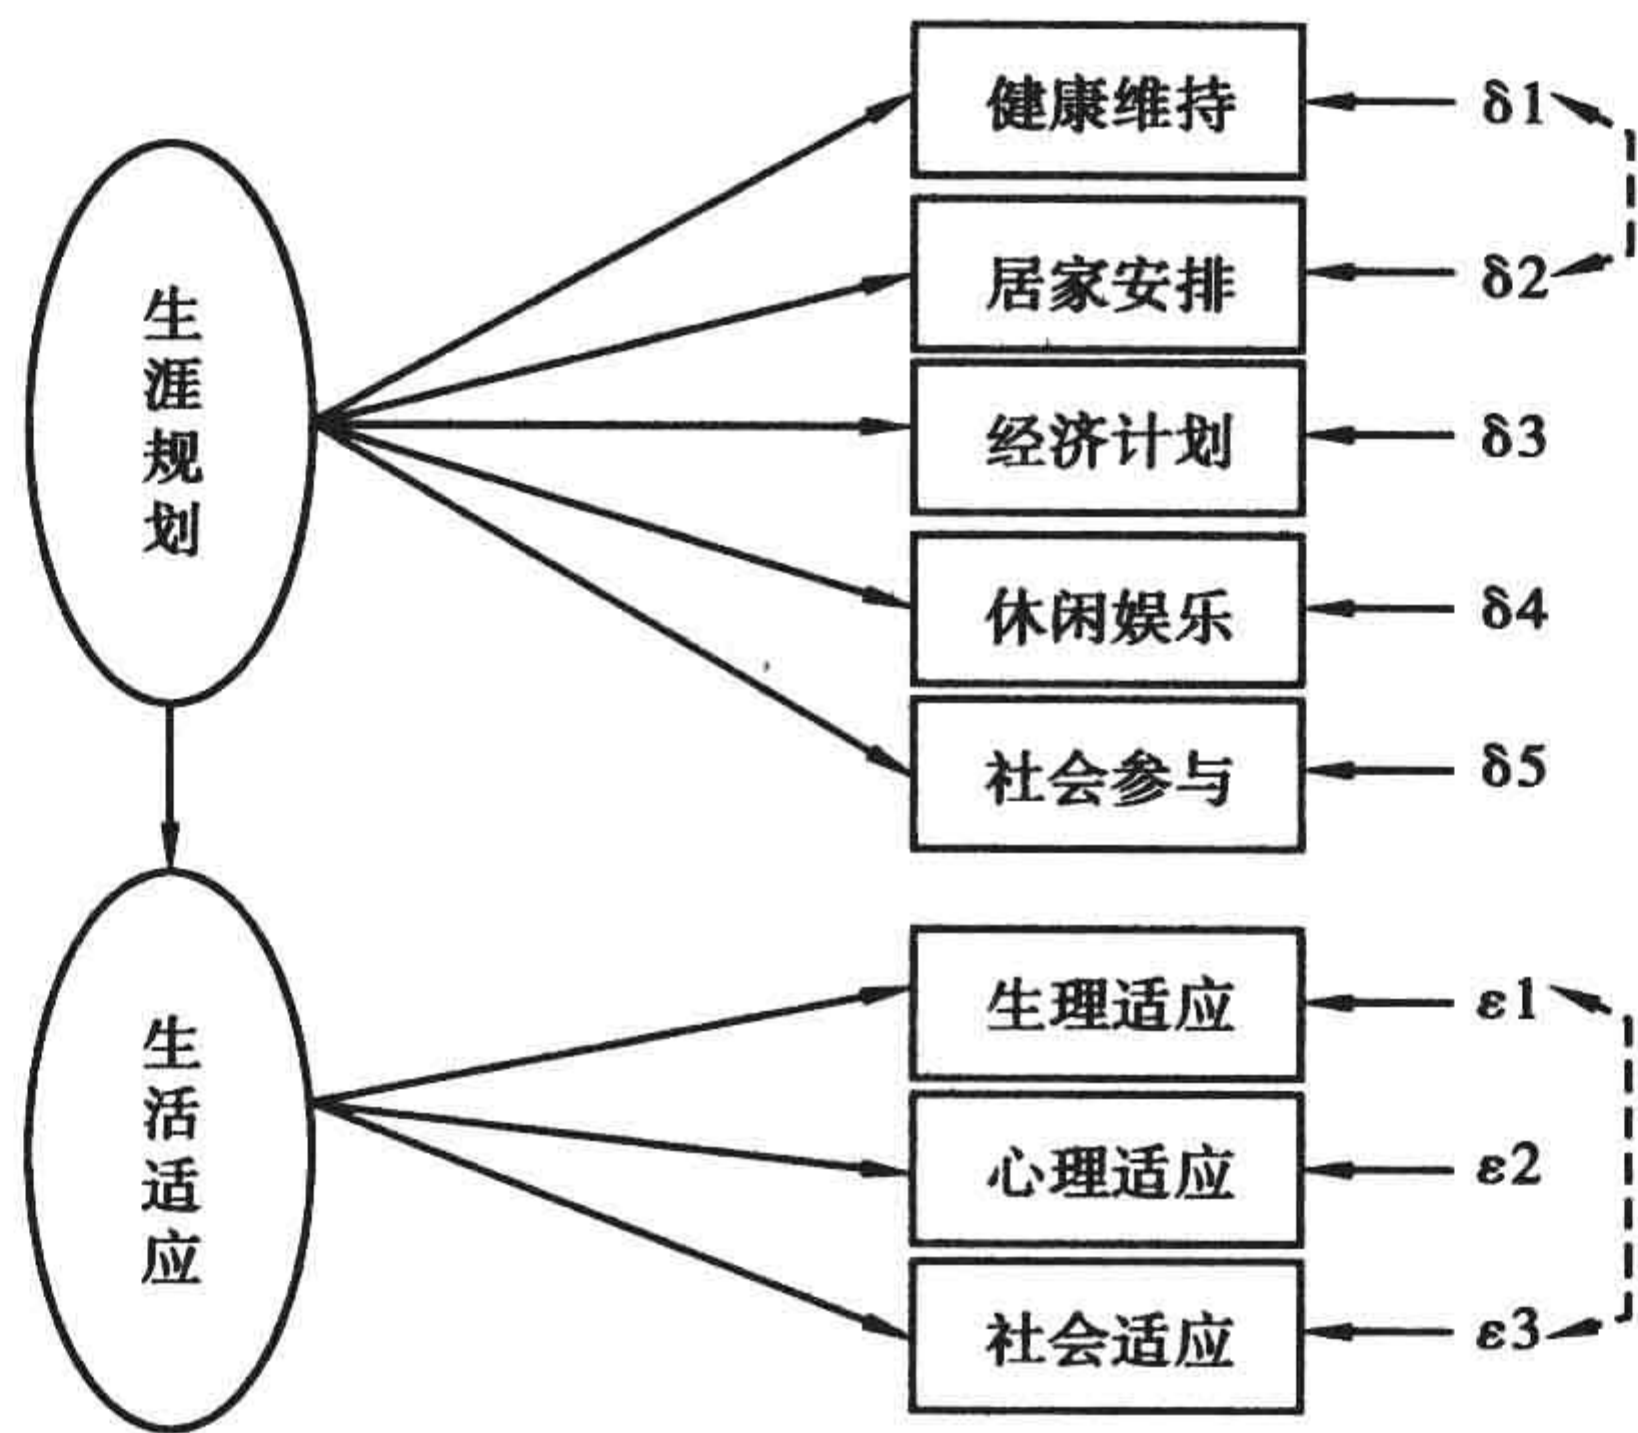 生涯规划
健康维持
δ1
居家安排
δ2
经济计划
δ3
休闲娱乐
δ4
社会参与
δ5
生活适应
生理适应
ε1
心理适应
ε2
社会适应
ε3